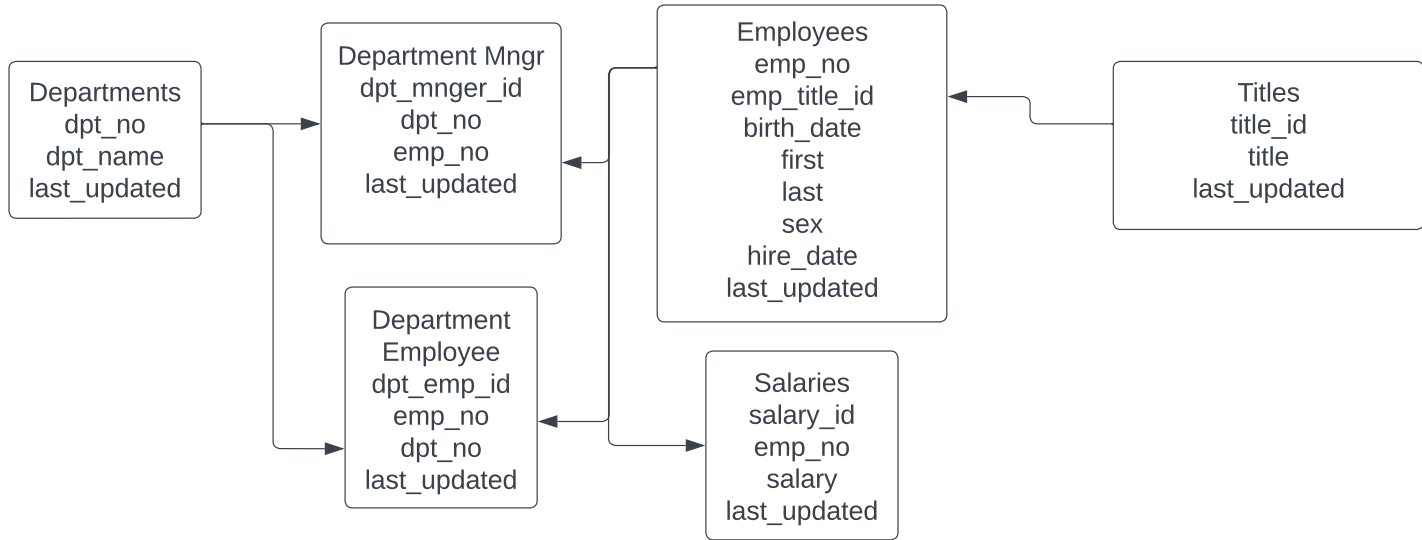 Departments
dpt_no
dpt_name
last_updated
Department Mngr
dpt_mnger_id
dpt_no
emp_no
last_updated
Department
Employee
dpt_emp_id
emp_no
dpt_no
last_updated
Employees
emp_no
emp_title_id
birth_date
first
last
sex
hire_date
last_updated
Salaries
salary_id
emp_no
salary
last_updated
Titles
title_id
title
last_updated